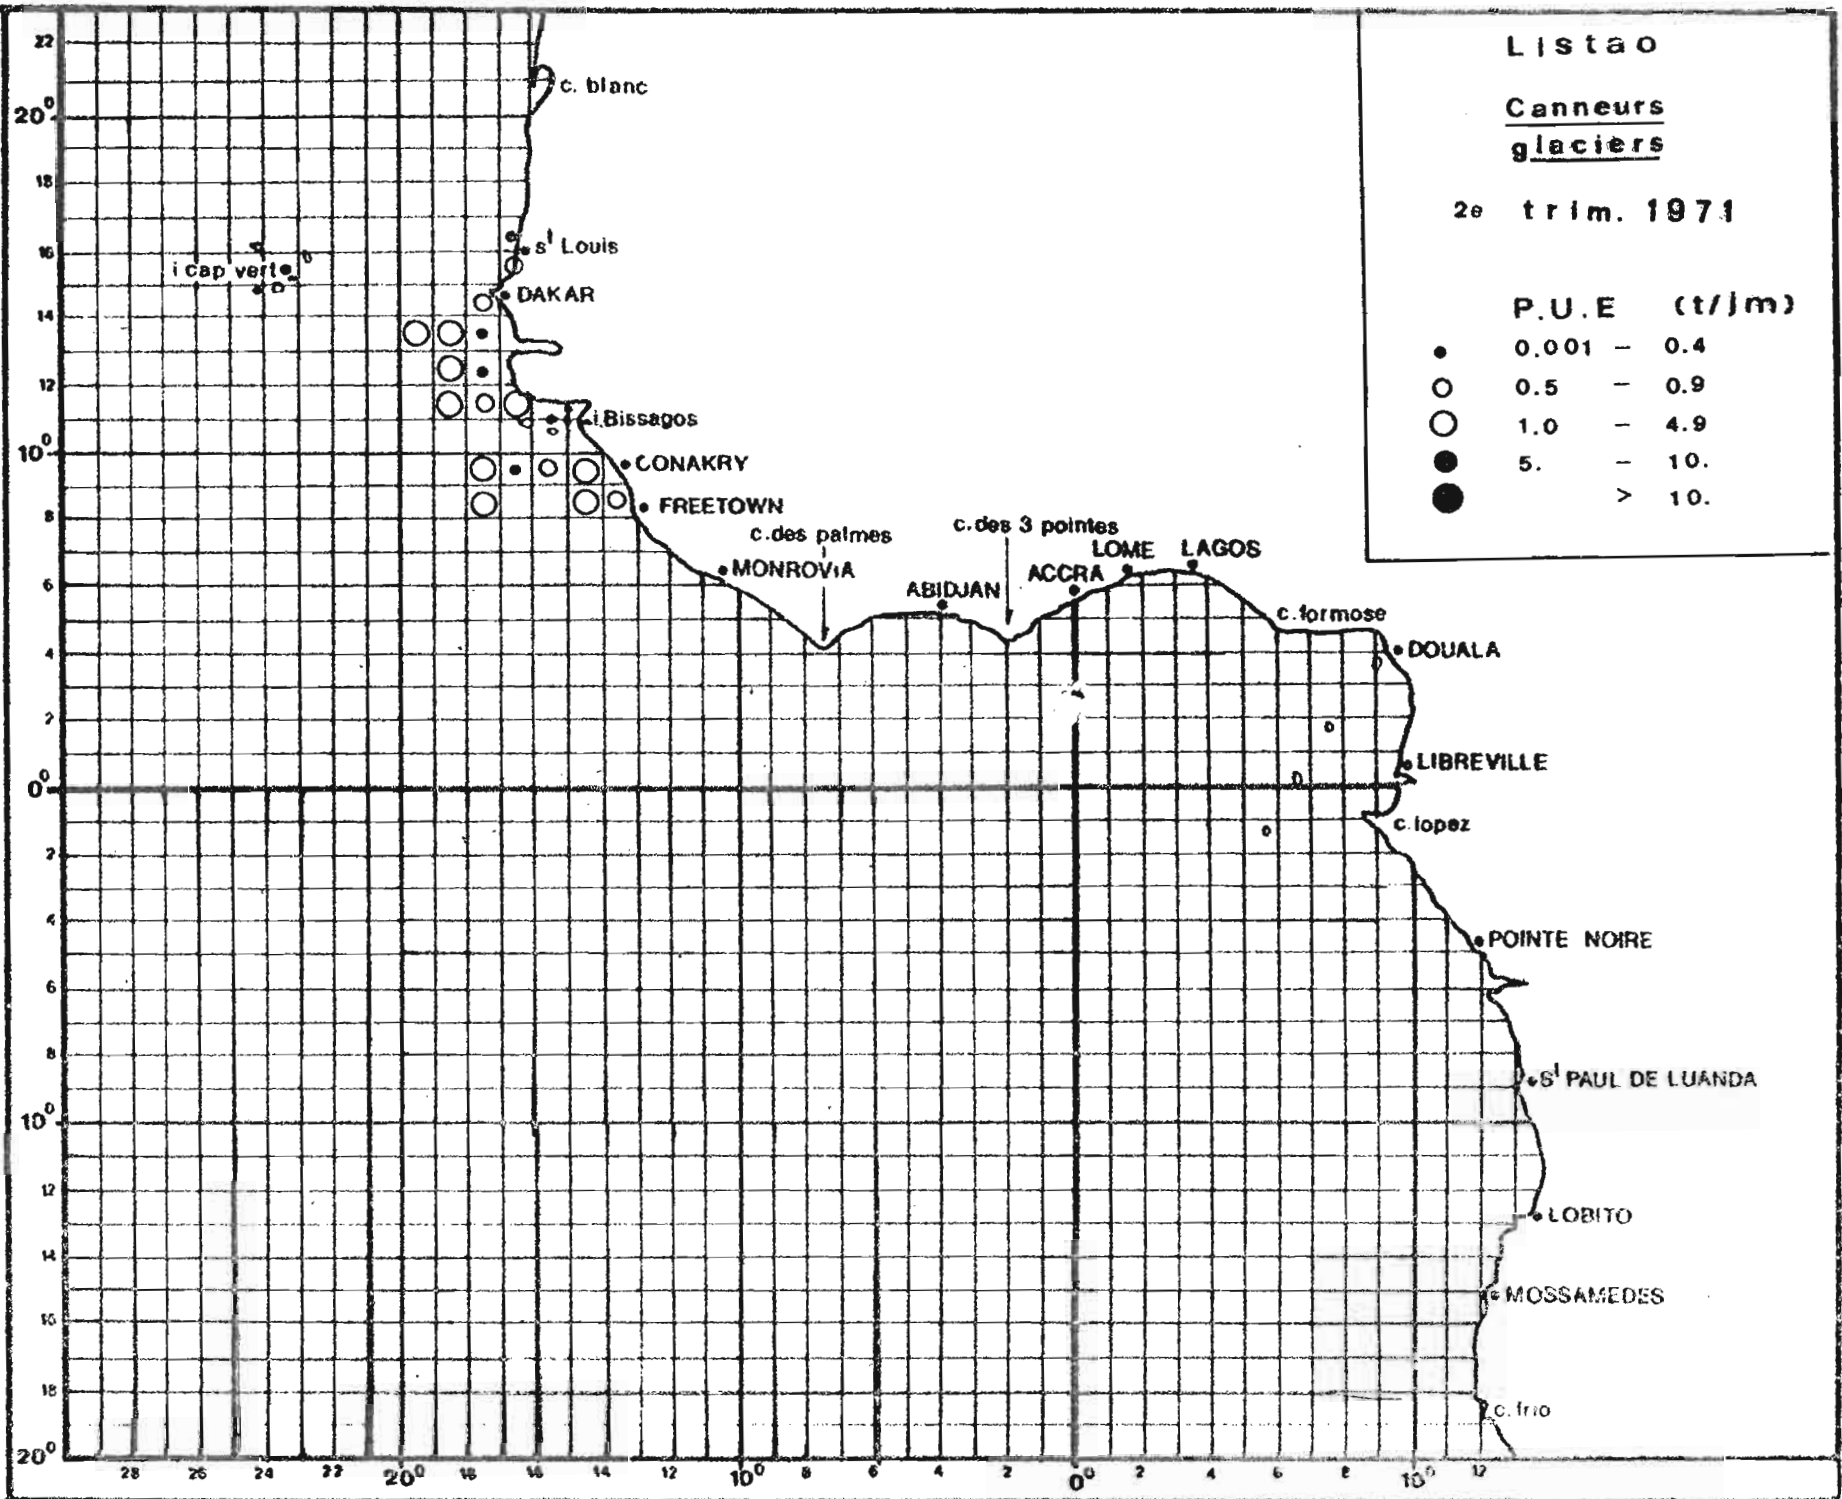 Listao
Canneurs
glaciers
2e trim. 1971
P.U.E (t/jm)
0.001 – 0.4
0.5 – 0.9
1.0 – 4.9
5. – 10.
> 10.
22
20°
18
16
14
12
10°
8
6
4
2
0°
2
4
6
8
10°
12
14
16
18
20°
c. blanc
st Louis
i cap vert
DAKAR
i.Bissagos
CONAKRY
FREETOWN
c.des palmes
c.des 3 pointes
MONROVIA
ABIDJAN
ACCRA
LOME
LAGOS
c.formose
DOUALA
LIBREVILLE
c.lopez
POINTE NOIRE
st PAUL DE LUANDA
LOBITO
MOSSAMEDES
c.frio
28 26 24 22 20° 18 16 14 12 10° 8 6 4 2 0° 2 4 6 8 10° 12